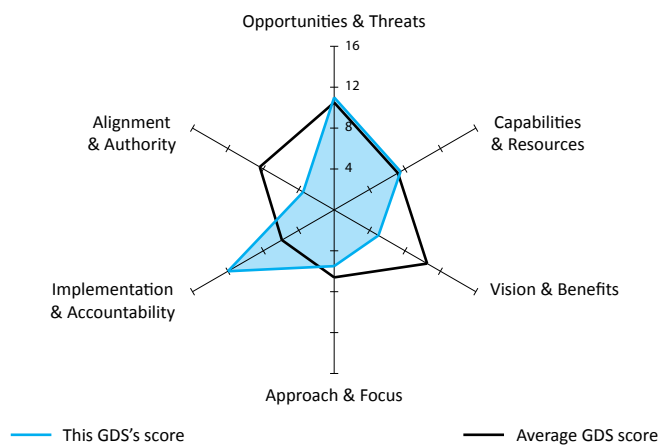 Opportunities & Threats
16
12
8
4
Alignment
& Authority
Capabilities
& Resources
Implementation
& Accountability
Vision & Benefits
Approach & Focus
This GDS's score
Average GDS score